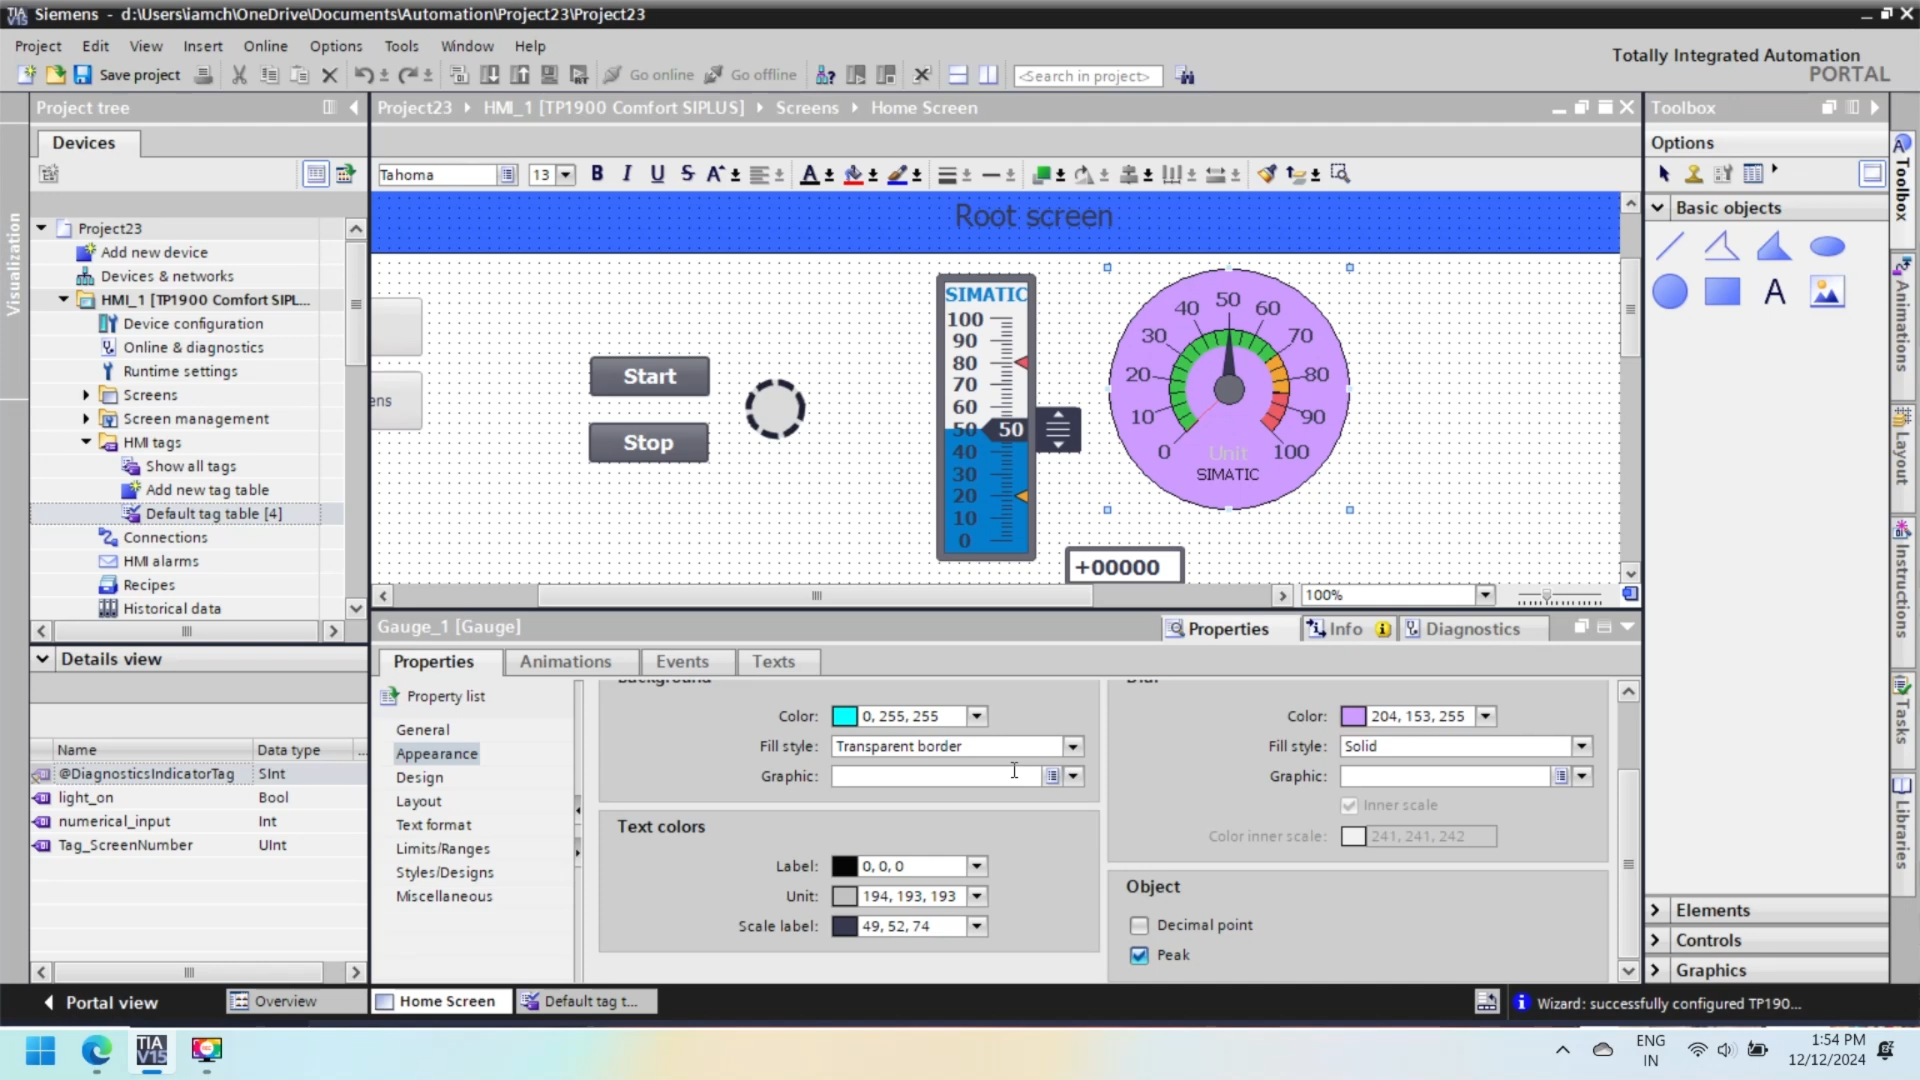 Siemens - d:\Users\iamch\OneDrive\Documents\Automation\Project23\Project23
Project Edit View Insert Online Options Tools Window Help
Totally Integrated Automation
PORTAL
Save project
Go online Go offline
<Search in project>
Project tree
Project23 HMI_1 [TP1900 Comfort SIPLUS] Screens Home Screen
Toolbox
Devices
Options
Tahoma 13 B I U S A A
Basic objects
A
Visualization
Project23
Add new device
Devices & networks
HMI_1 [TP1900 Comfort SIPL...
Device configuration
Online & diagnostics
Runtime settings
Screens
Screen management
HMI tags
Show all tags
Add new tag table
Default tag table [4]
Connections
HMI alarms
Recipes
Historical data
Root screen
ens
Start
Stop
SIMATIC
100
90
80
70
60
50
40
30
20
10
0
50
0 10 20 30 40 50 60 70 80 90 100
Unit
SIMATIC
+00000
100%
Toolbox
Animations
Layout
Instructions
Tasks
Libraries
Details view
Name Data type ...
@DiagnosticsIndicatorTag SInt
light_on Bool
numerical_input Int
Tag_ScreenNumber UInt
Gauge_1 [Gauge]
Properties Info Diagnostics
Properties Animations Events Texts
Property list
General
Appearance
Design
Layout
Text format
Limits/Ranges
Styles/Designs
Miscellaneous
Background
Color: 0, 255, 255
Fill style: Transparent border
Graphic:
Text colors
Label: 0, 0, 0
Unit: 194, 193, 193
Scale label: 49, 52, 74
Dial
Color: 204, 153, 255
Fill style: Solid
Graphic:
Inner scale
Color inner scale: 241, 241, 242
Object
Decimal point
Peak
Elements
Controls
Graphics
Portal view Overview Home Screen Default tag t...
Wizard: successfully configured TP190...
TIA
V15
ENG
IN
1:54 PM
12/12/2024